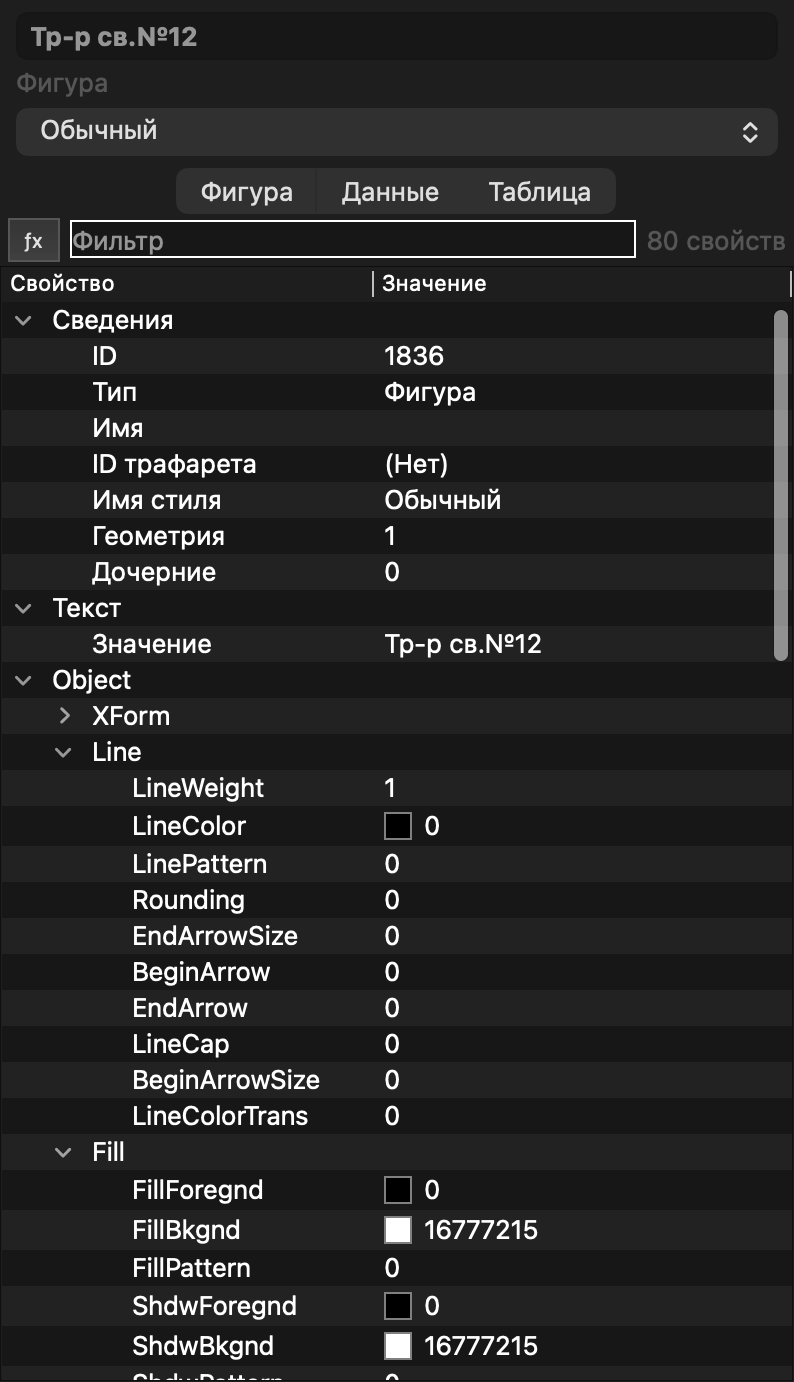 Тр-р св.№12
Фигура
Обычный
Фигура Данные Таблица
ƒx Фильтр 80 свойств
Свойство Значение
Сведения
ID 1836
Тип Фигура
Имя
ID трафарета (Нет)
Имя стиля Обычный
Геометрия 1
Дочерние 0
Текст
Значение Тр-р св.№12
Object
XForm
Line
LineWeight 1
LineColor 0
LinePattern 0
Rounding 0
EndArrowSize 0
BeginArrow 0
EndArrow 0
LineCap 0
BeginArrowSize 0
LineColorTrans 0
Fill
FillForegnd 0
FillBkgnd 16777215
FillPattern 0
ShdwForegnd 0
ShdwBkgnd 16777215
ShdwPattern 0